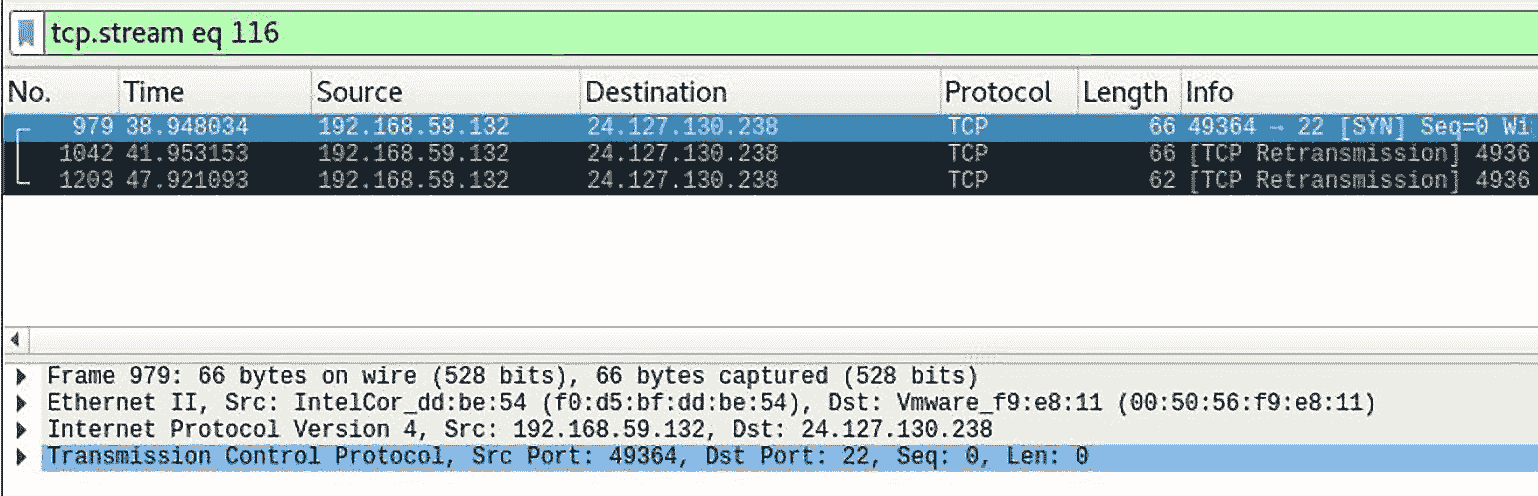 tcp.stream eq 116
No. Time Source Destination Protocol Length Info
979 38.948034 192.168.59.132 24.127.130.238 TCP 66 49364 → 22 [SYN] Seq=0 Wi
1042 41.953153 192.168.59.132 24.127.130.238 TCP 66 [TCP Retransmission] 4936
1203 47.921093 192.168.59.132 24.127.130.238 TCP 62 [TCP Retransmission] 4936
Frame 979: 66 bytes on wire (528 bits), 66 bytes captured (528 bits)
Ethernet II, Src: IntelCor_dd:be:54 (f0:d5:bf:dd:be:54), Dst: Vmware_f9:e8:11 (00:50:56:f9:e8:11)
Internet Protocol Version 4, Src: 192.168.59.132, Dst: 24.127.130.238
Transmission Control Protocol, Src Port: 49364, Dst Port: 22, Seq: 0, Len: 0